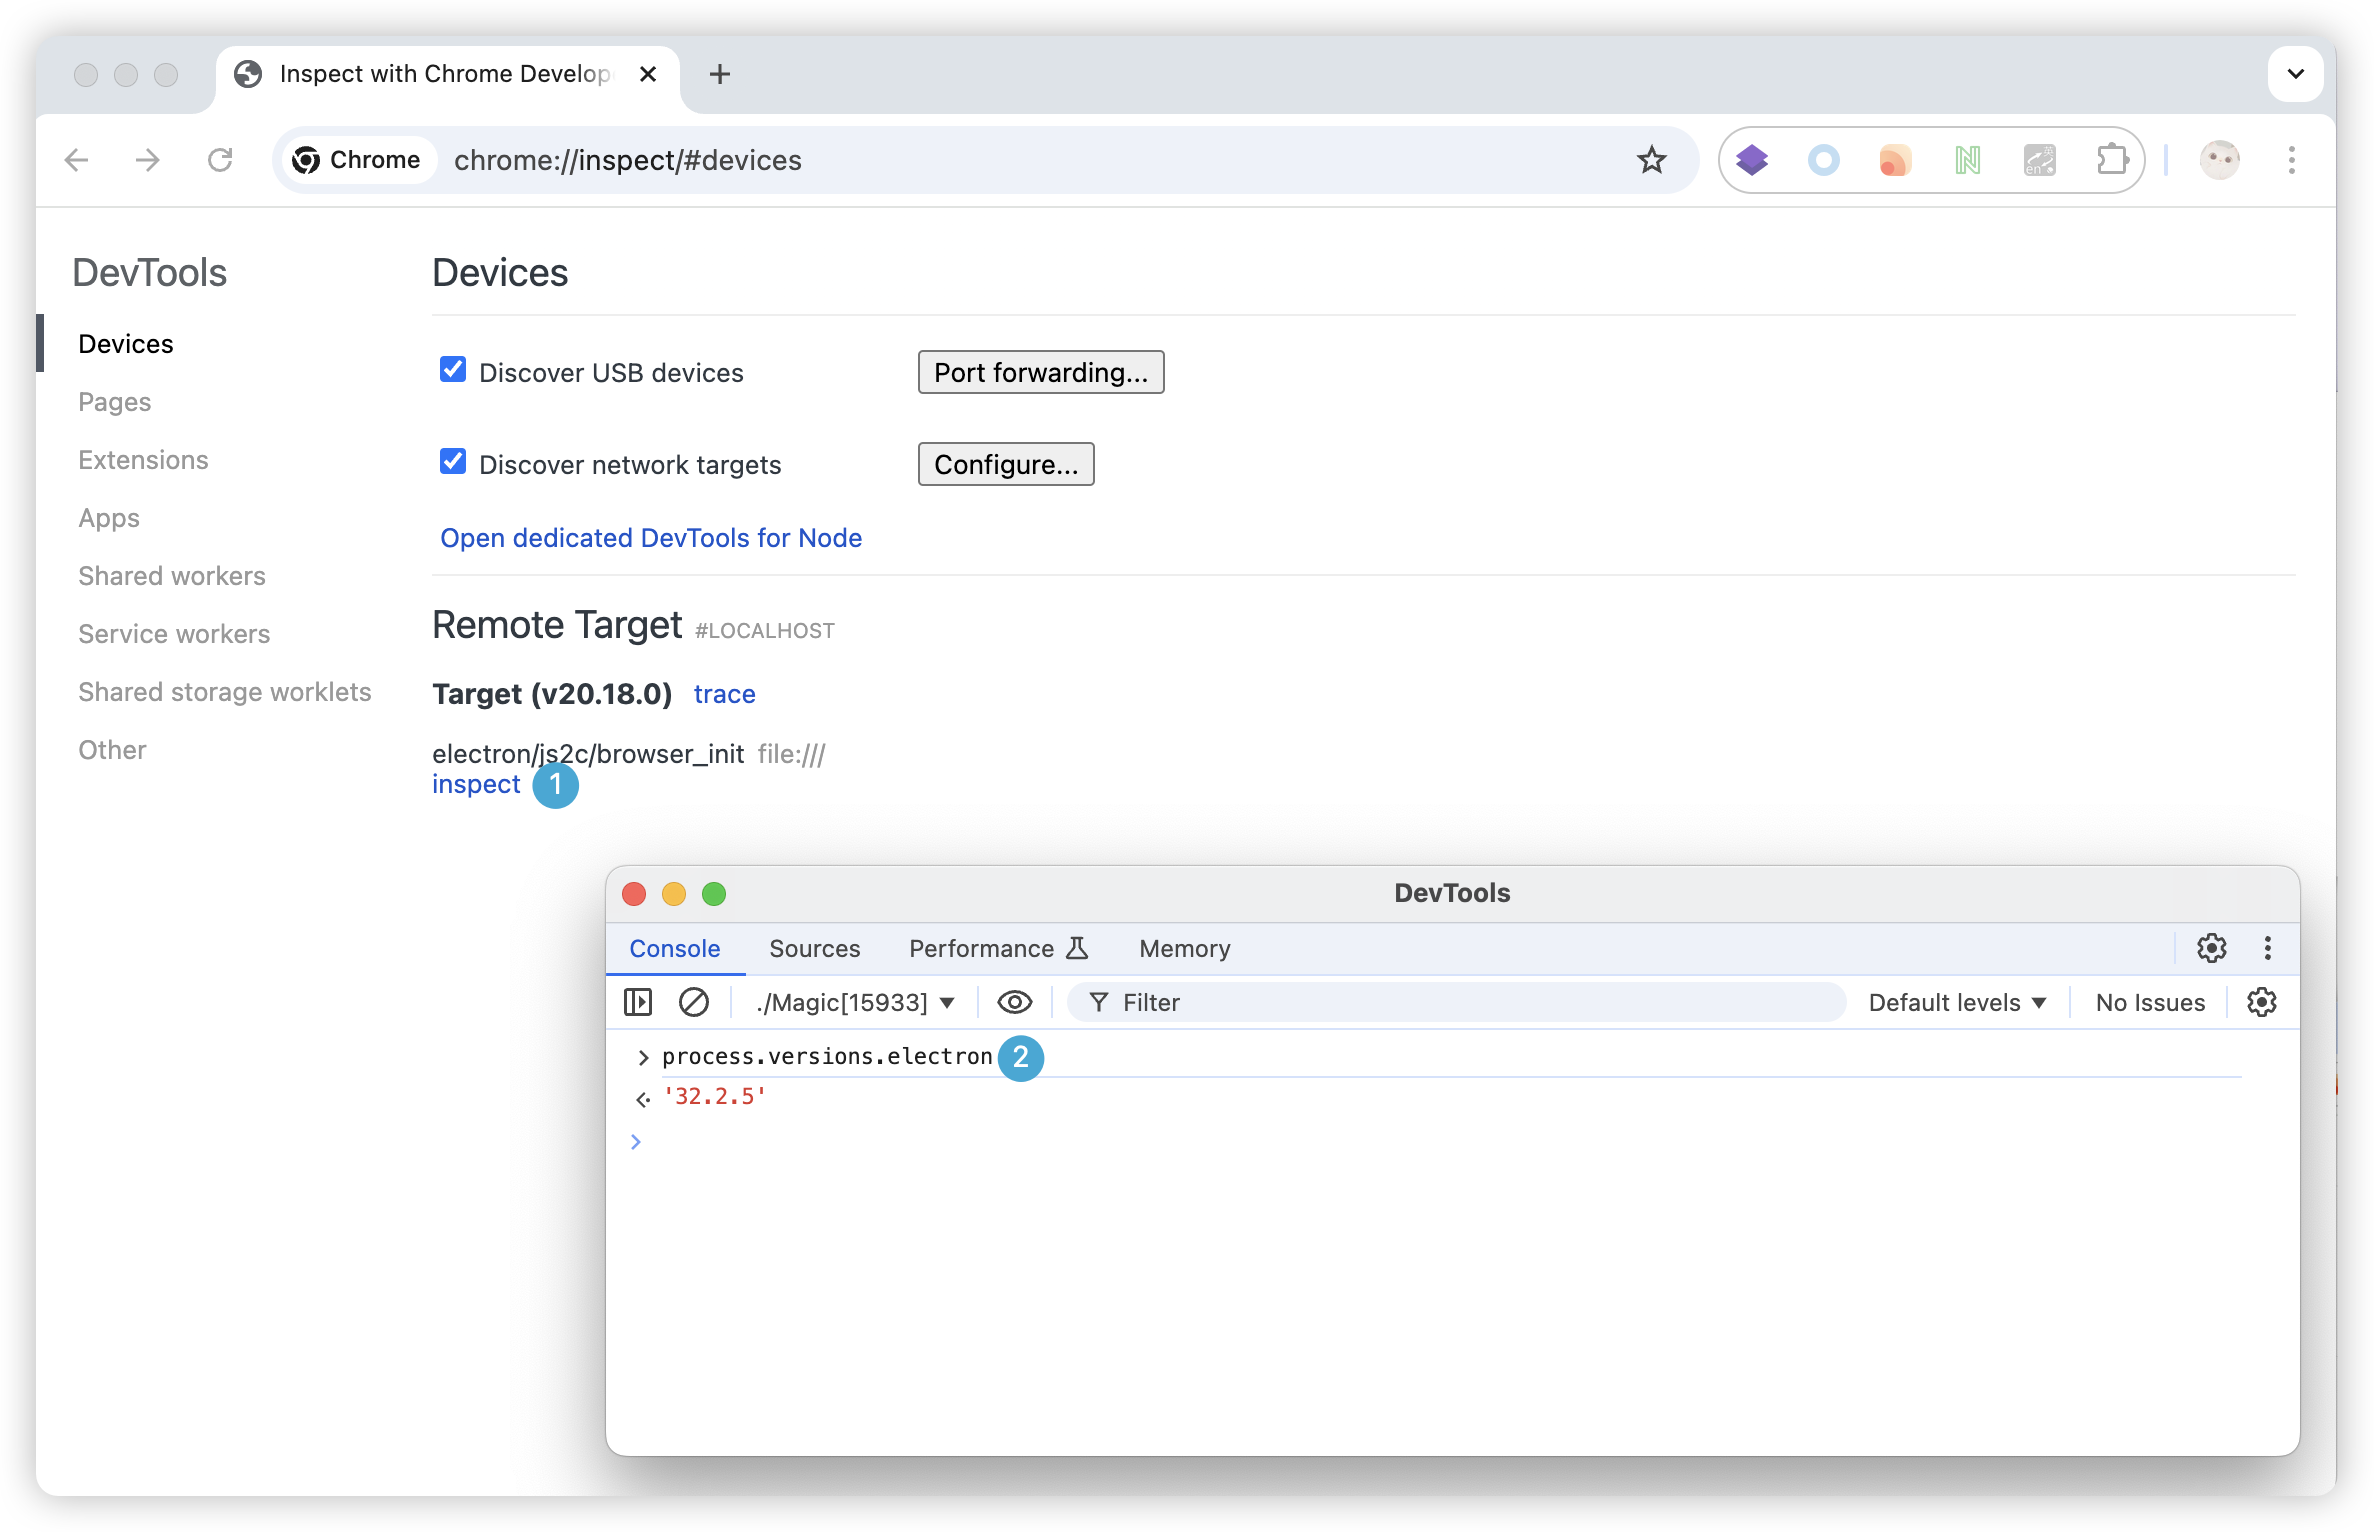 Inspect with Chrome Develop
Chrome
chrome://inspect/#devices
en
DevTools
Devices
Pages
Extensions
Apps
Shared workers
Service workers
Shared storage worklets
Other
Devices
Discover USB devices
Port forwarding...
Discover network targets
Configure...
Open dedicated DevTools for Node
Remote Target #LOCALHOST
Target (v20.18.0) trace
electron/js2c/browser_init file:///
inspect 1
DevTools
Console Sources Performance Memory
./Magic[15933] ▼ Filter Default levels ▼ No Issues
> process.versions.electron 2
'32.2.5'
>